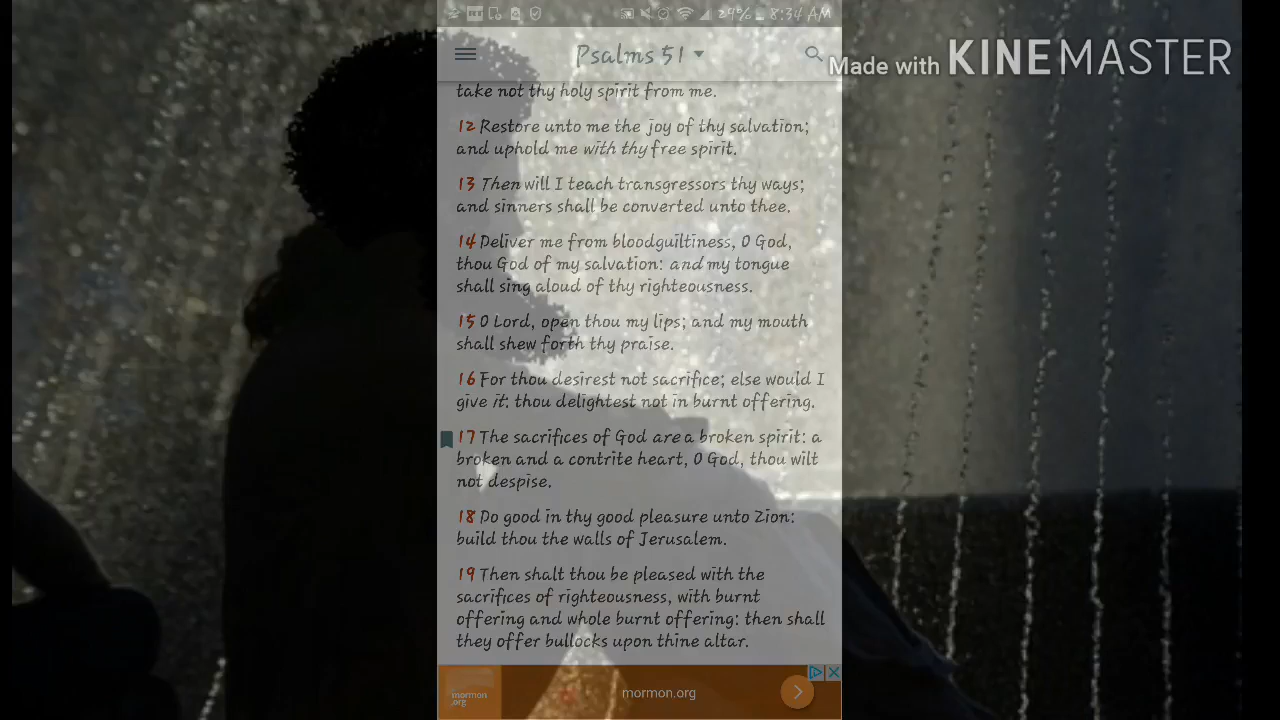 29% 8:34 AM
Psalms 51
Made with KINEMASTER
take not thy holy spirit from me.
12 Restore unto me the joy of thy salvation;
and uphold me with thy free spirit.
13 Then will I teach transgressors thy ways;
and sinners shall be converted unto thee.
14 Deliver me from bloodguiltiness, O God,
thou God of my salvation: and my tongue
shall sing aloud of thy righteousness.
15 O Lord, open thou my lips; and my mouth
shall shew forth thy praise.
16 For thou desirest not sacrifice; else would I
give it: thou delightest not in burnt offering.
17 The sacrifices of God are a broken spirit: a
broken and a contrite heart, O God, thou wilt
not despise.
18 Do good in thy good pleasure unto Zion:
build thou the walls of Jerusalem.
19 Then shalt thou be pleased with the
sacrifices of righteousness, with burnt
offering and whole burnt offering: then shall
they offer bullocks upon thine altar.
mormon
.org
mormon.org